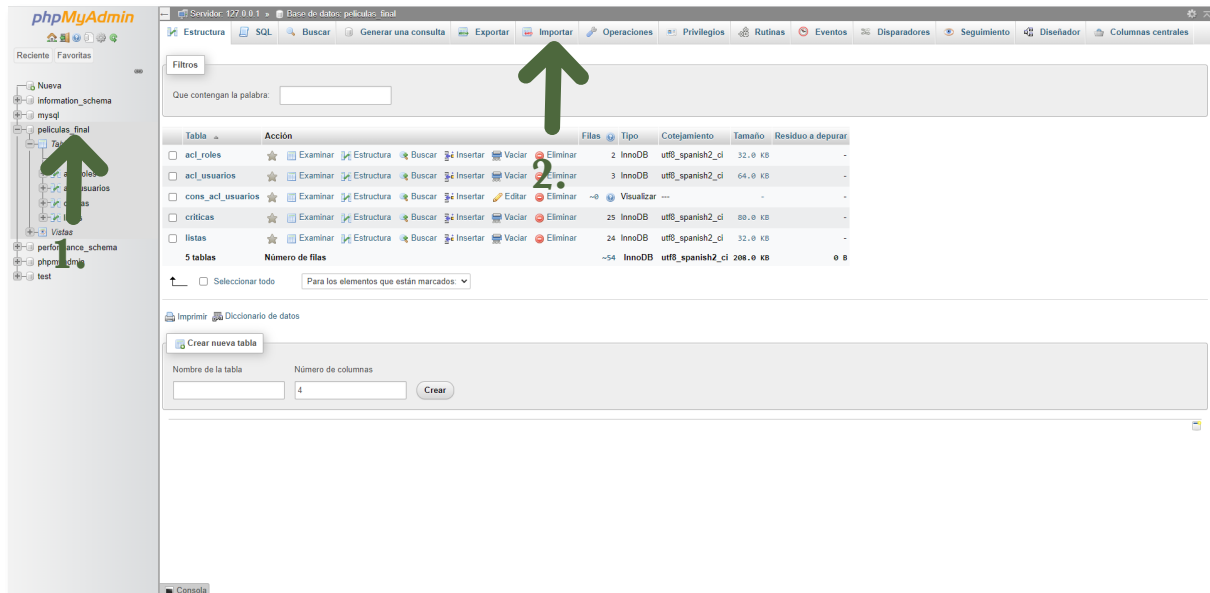 phpMyAdmin
Reciente Favoritas
Nueva
information_schema
mysql
peliculas_final
Vistas
performance_schema
phpmyadmin
test
1.
Servidor: 127.0.0.1 » Base de datos: peliculas_final
Estructura SQL Buscar Generar una consulta Exportar Importar Operaciones Privilegios Rutinas Eventos Disparadores Seguimiento Diseñador Columnas centrales
Filtros
Que contengan la palabra:
Tabla Acción Filas Tipo Cotejamiento Tamaño Residuo a depurar
acl_roles Examinar Estructura Buscar Insertar Vaciar Eliminar 2 InnoDB utf8_spanish2_ci 32.0 KB -
acl_usuarios Examinar Estructura Buscar Insertar Vaciar Eliminar 3 InnoDB utf8_spanish2_ci 64.0 KB -
2.
cons_acl_usuarios Examinar Estructura Buscar Insertar Editar Eliminar ~0 Visualizar --- - -
criticas Examinar Estructura Buscar Insertar Vaciar Eliminar 25 InnoDB utf8_spanish2_ci 80.0 KB -
listas Examinar Estructura Buscar Insertar Vaciar Eliminar 24 InnoDB utf8_spanish2_ci 32.0 KB -
5 tablas Número de filas ~54 InnoDB utf8_spanish2_ci 208.0 KB 0 B
Seleccionar todo Para los elementos que están marcados:
Imprimir Diccionario de datos
Crear nueva tabla
Nombre de la tabla Número de columnas
4 Crear
Consola